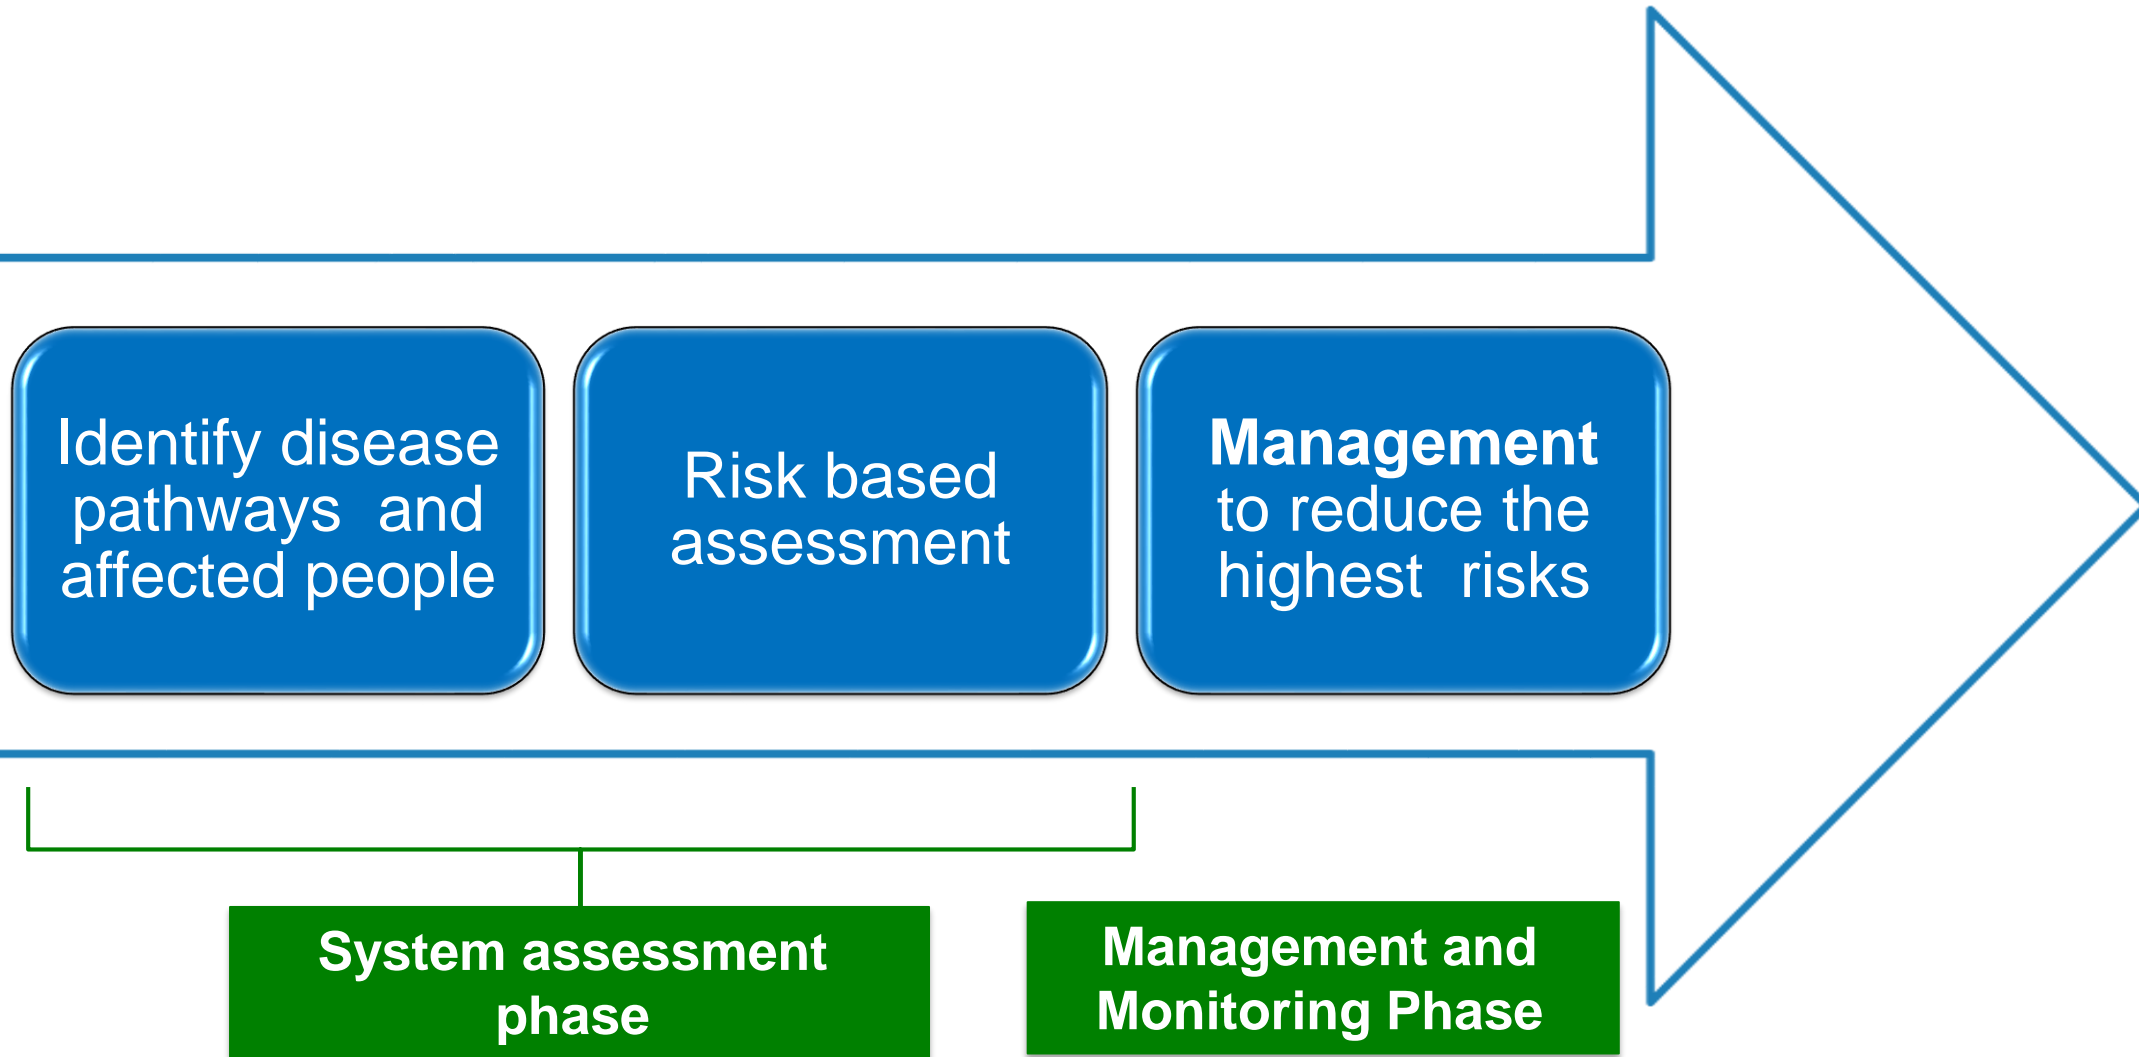 Identify disease
pathways  and
affected people
Risk based
assessment
Management
to reduce the
highest  risks
System assessment
phase
Management and
Monitoring Phase